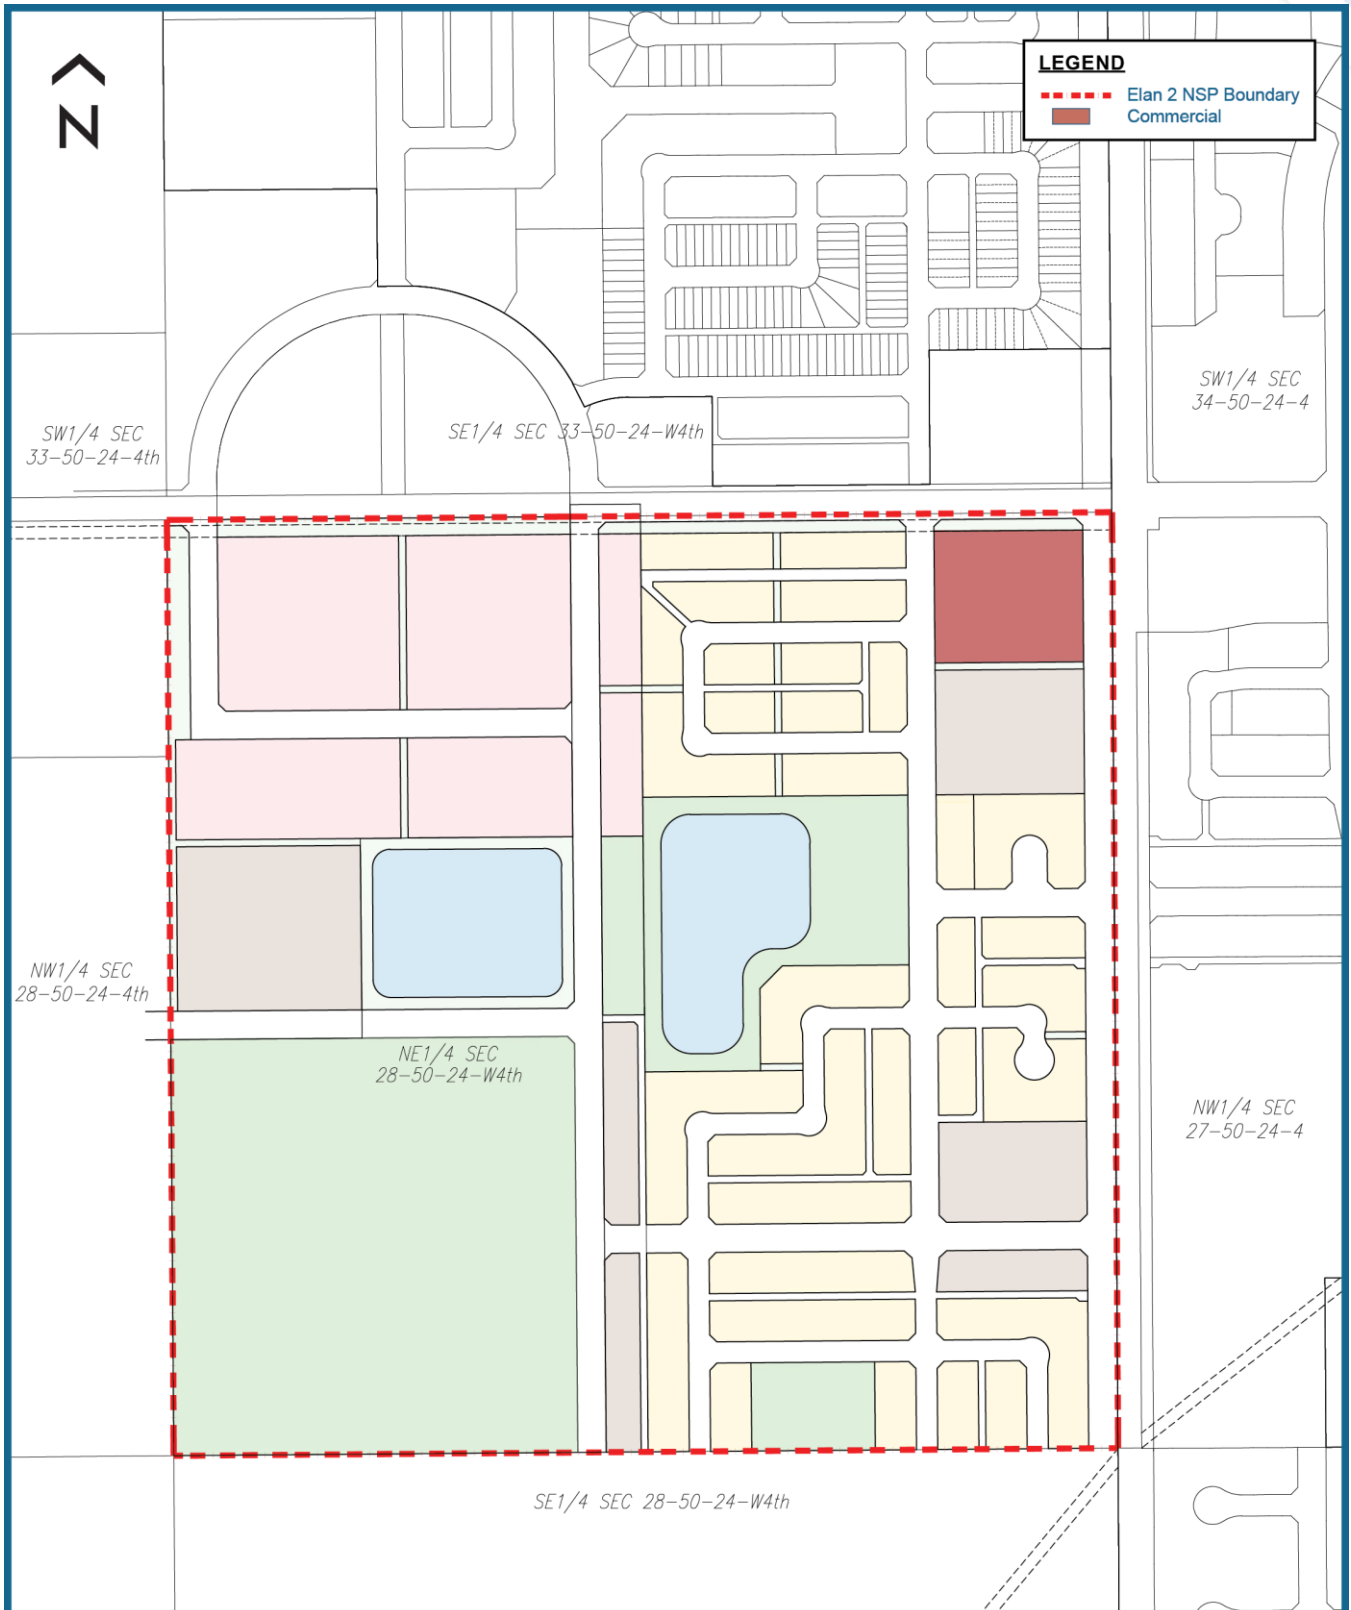 N
LEGEND
Elan 2 NSP Boundary
Commercial
SW1/4 SEC
34-50-24-4
SW1/4 SEC
33-50-24-4th
SE1/4 SEC 33-50-24-W4th
NW1/4 SEC
28-50-24-4th
NE1/4 SEC
28-50-24-W4th
NW1/4 SEC
27-50-24-4
SE1/4 SEC 28-50-24-W4th